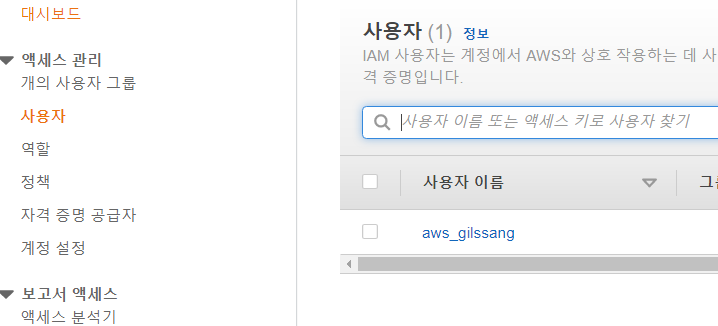 대시보드
액세스 관리
개의 사용자 그룹
사용자
역할
정책
자격 증명 공급자
계정 설정
보고서 액세스
액세스 분석기
사용자 (1) 정보
IAM 사용자는 계정에서 AWS와 상호 작용하는 데 사
격 증명입니다.
사용자 이름 또는 액세스 키로 사용자 찾기
사용자 이름
aws_gilssang